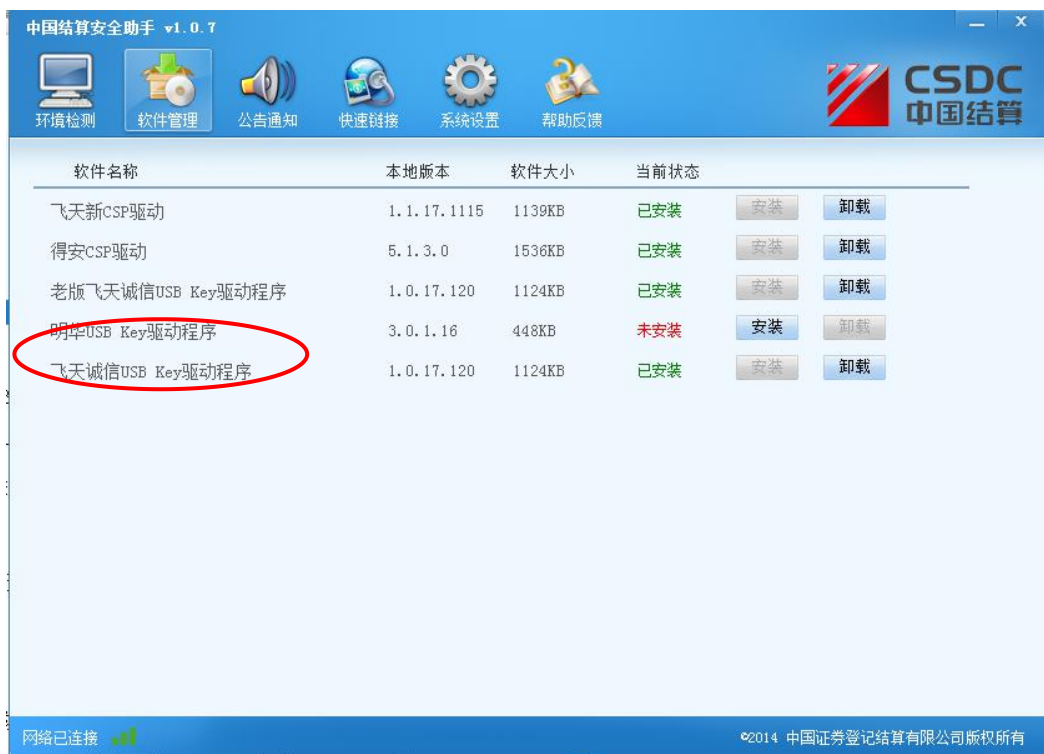 中国结算安全助手 v1.0.7
环境检测 软件管理 公告通知 快速链接 系统设置 帮助反馈
CSDC
中国结算
软件名称 本地版本 软件大小 当前状态
飞天新CSP驱动 1.1.17.1115 1139KB 已安装 安装 卸载
得安CSP驱动 5.1.3.0 1536KB 已安装 安装 卸载
老版飞天诚信USB Key驱动程序 1.0.17.120 1124KB 已安装 安装 卸载
明华USB Key驱动程序 3.0.1.16 448KB 未安装 安装 卸载
飞天诚信USB Key驱动程序 1.0.17.120 1124KB 已安装 安装 卸载
网络已连接 ©2014 中国证券登记结算有限公司版权所有